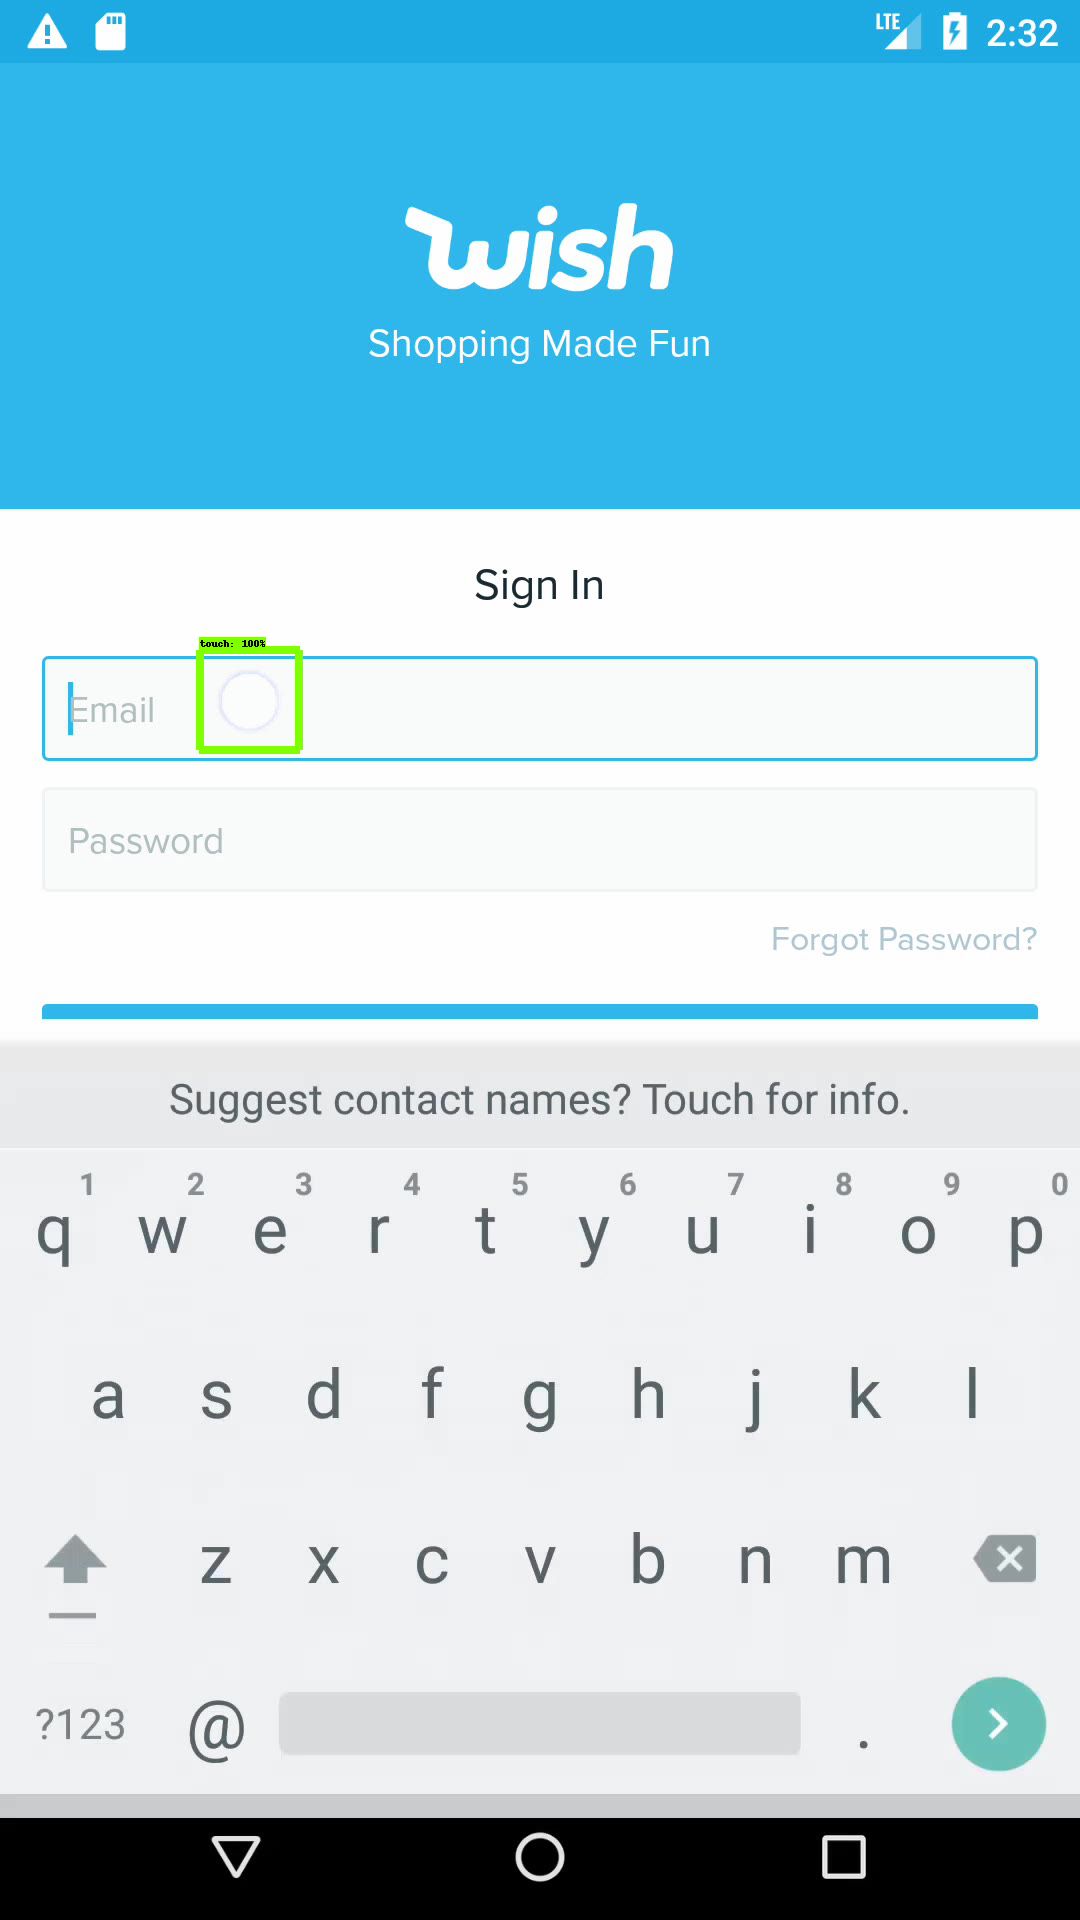 LTE 2:32
wish
Shopping Made Fun
Sign In
touch: 100%
Email
Password
Forgot Password?
Suggest contact names? Touch for info.
1 2 3 4 5 6 7 8 9 0
q w e r t y u i o p
a s d f g h j k l
z x c v b n m
?123 @ .